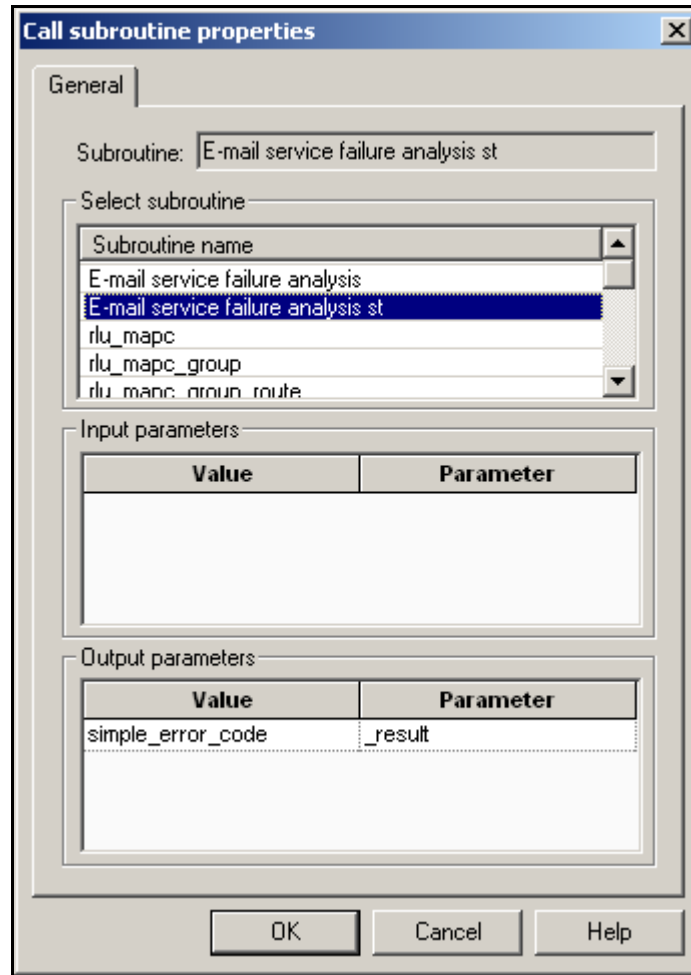 Call subroutine properties
General
Subroutine: E-mail service failure analysis st
Select subroutine
Subroutine name
E-mail service failure analysis
E-mail service failure analysis st
rlu_mapc
rlu_mapc_group
rlu_mapc_group_route
Input parameters
Value Parameter
Output parameters
Value Parameter
simple_error_code _result
OK Cancel Help